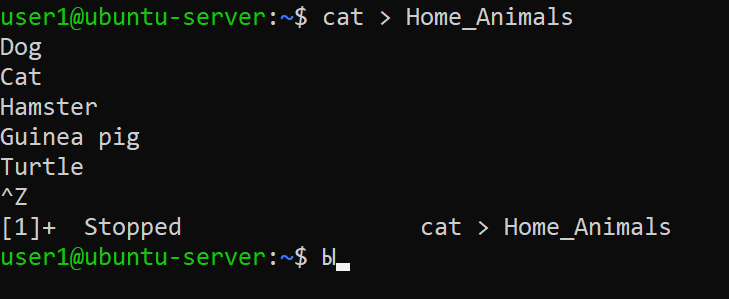 user1@ubuntu-server:~$ cat > Home_Animals
Dog
Cat
Hamster
Guinea pig
Turtle
^Z
[1]+  Stopped                 cat > Home_Animals
user1@ubuntu-server:~$ ы